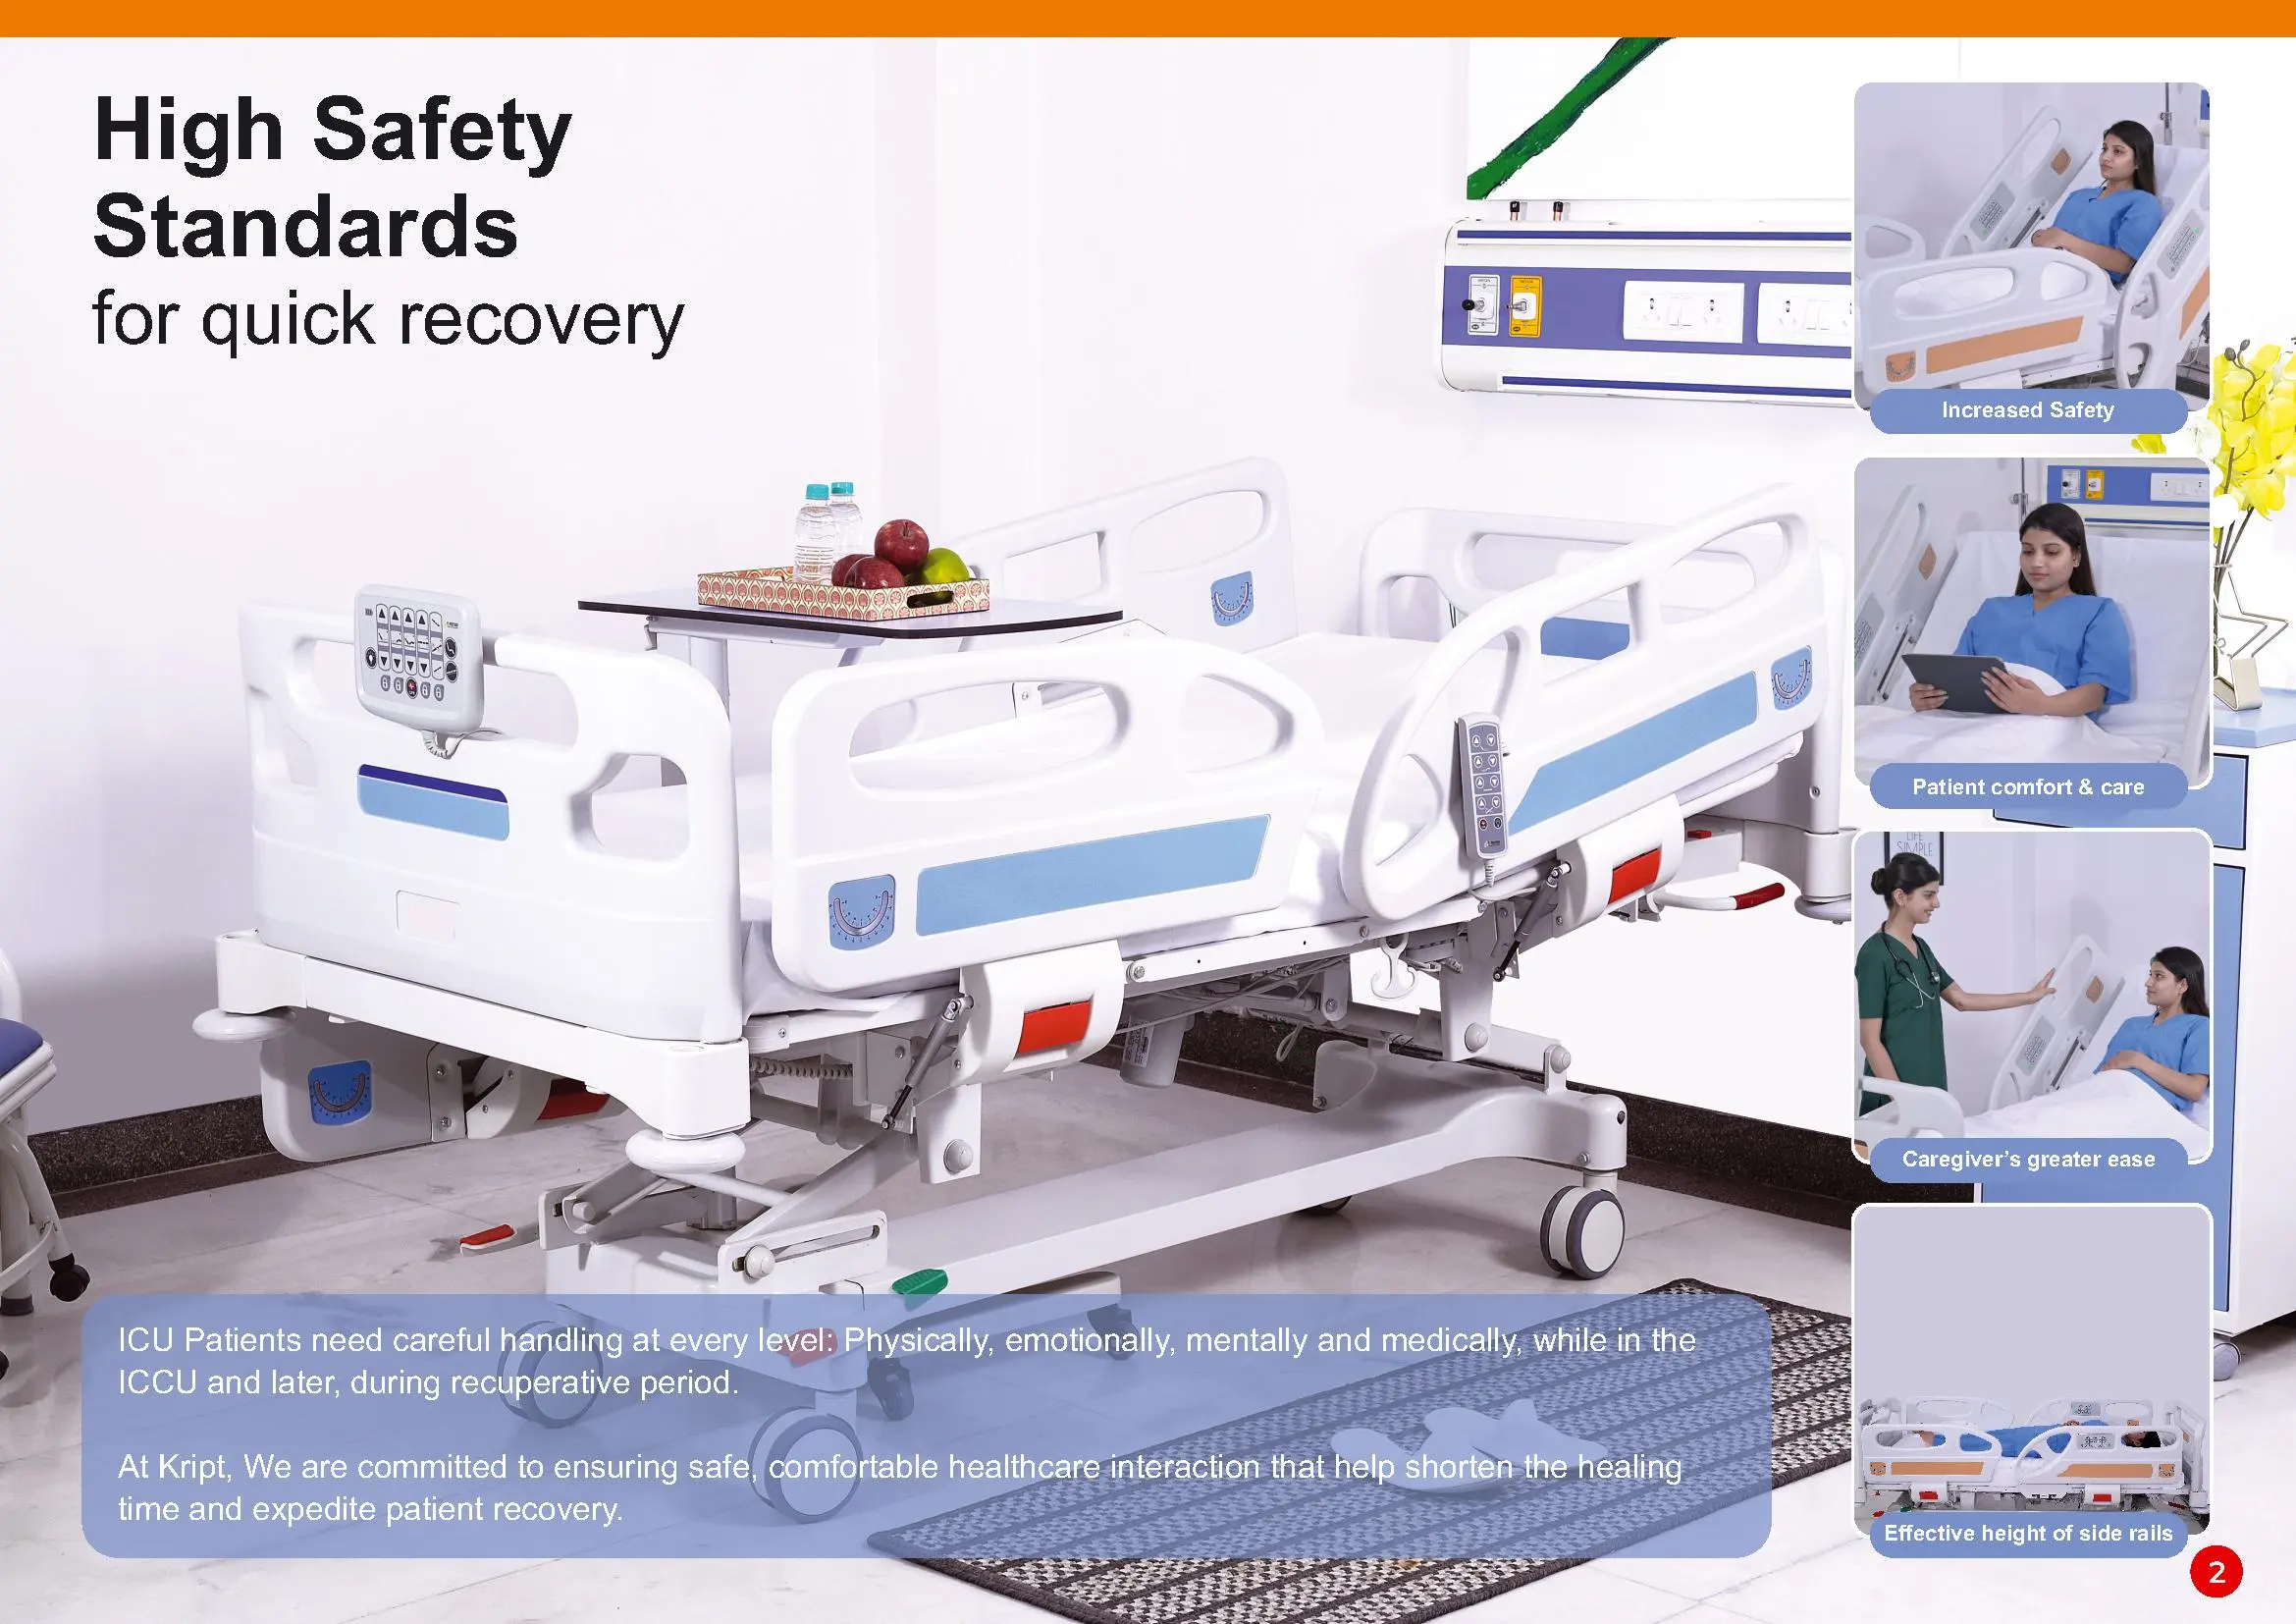 High Safety
Standards
for quick recovery
Increased Safety
Patient comfort & care
LIFE
SIMPLE
Caregiver's greater ease
Effective height of side rails
ICU Patients need careful handling at every level: Physically, emotionally, mentally and medically, while in the
ICCU and later, during recuperative period.
At Kript, We are committed to ensuring safe, comfortable healthcare interaction that help shorten the healing
time and expedite patient recovery.
2